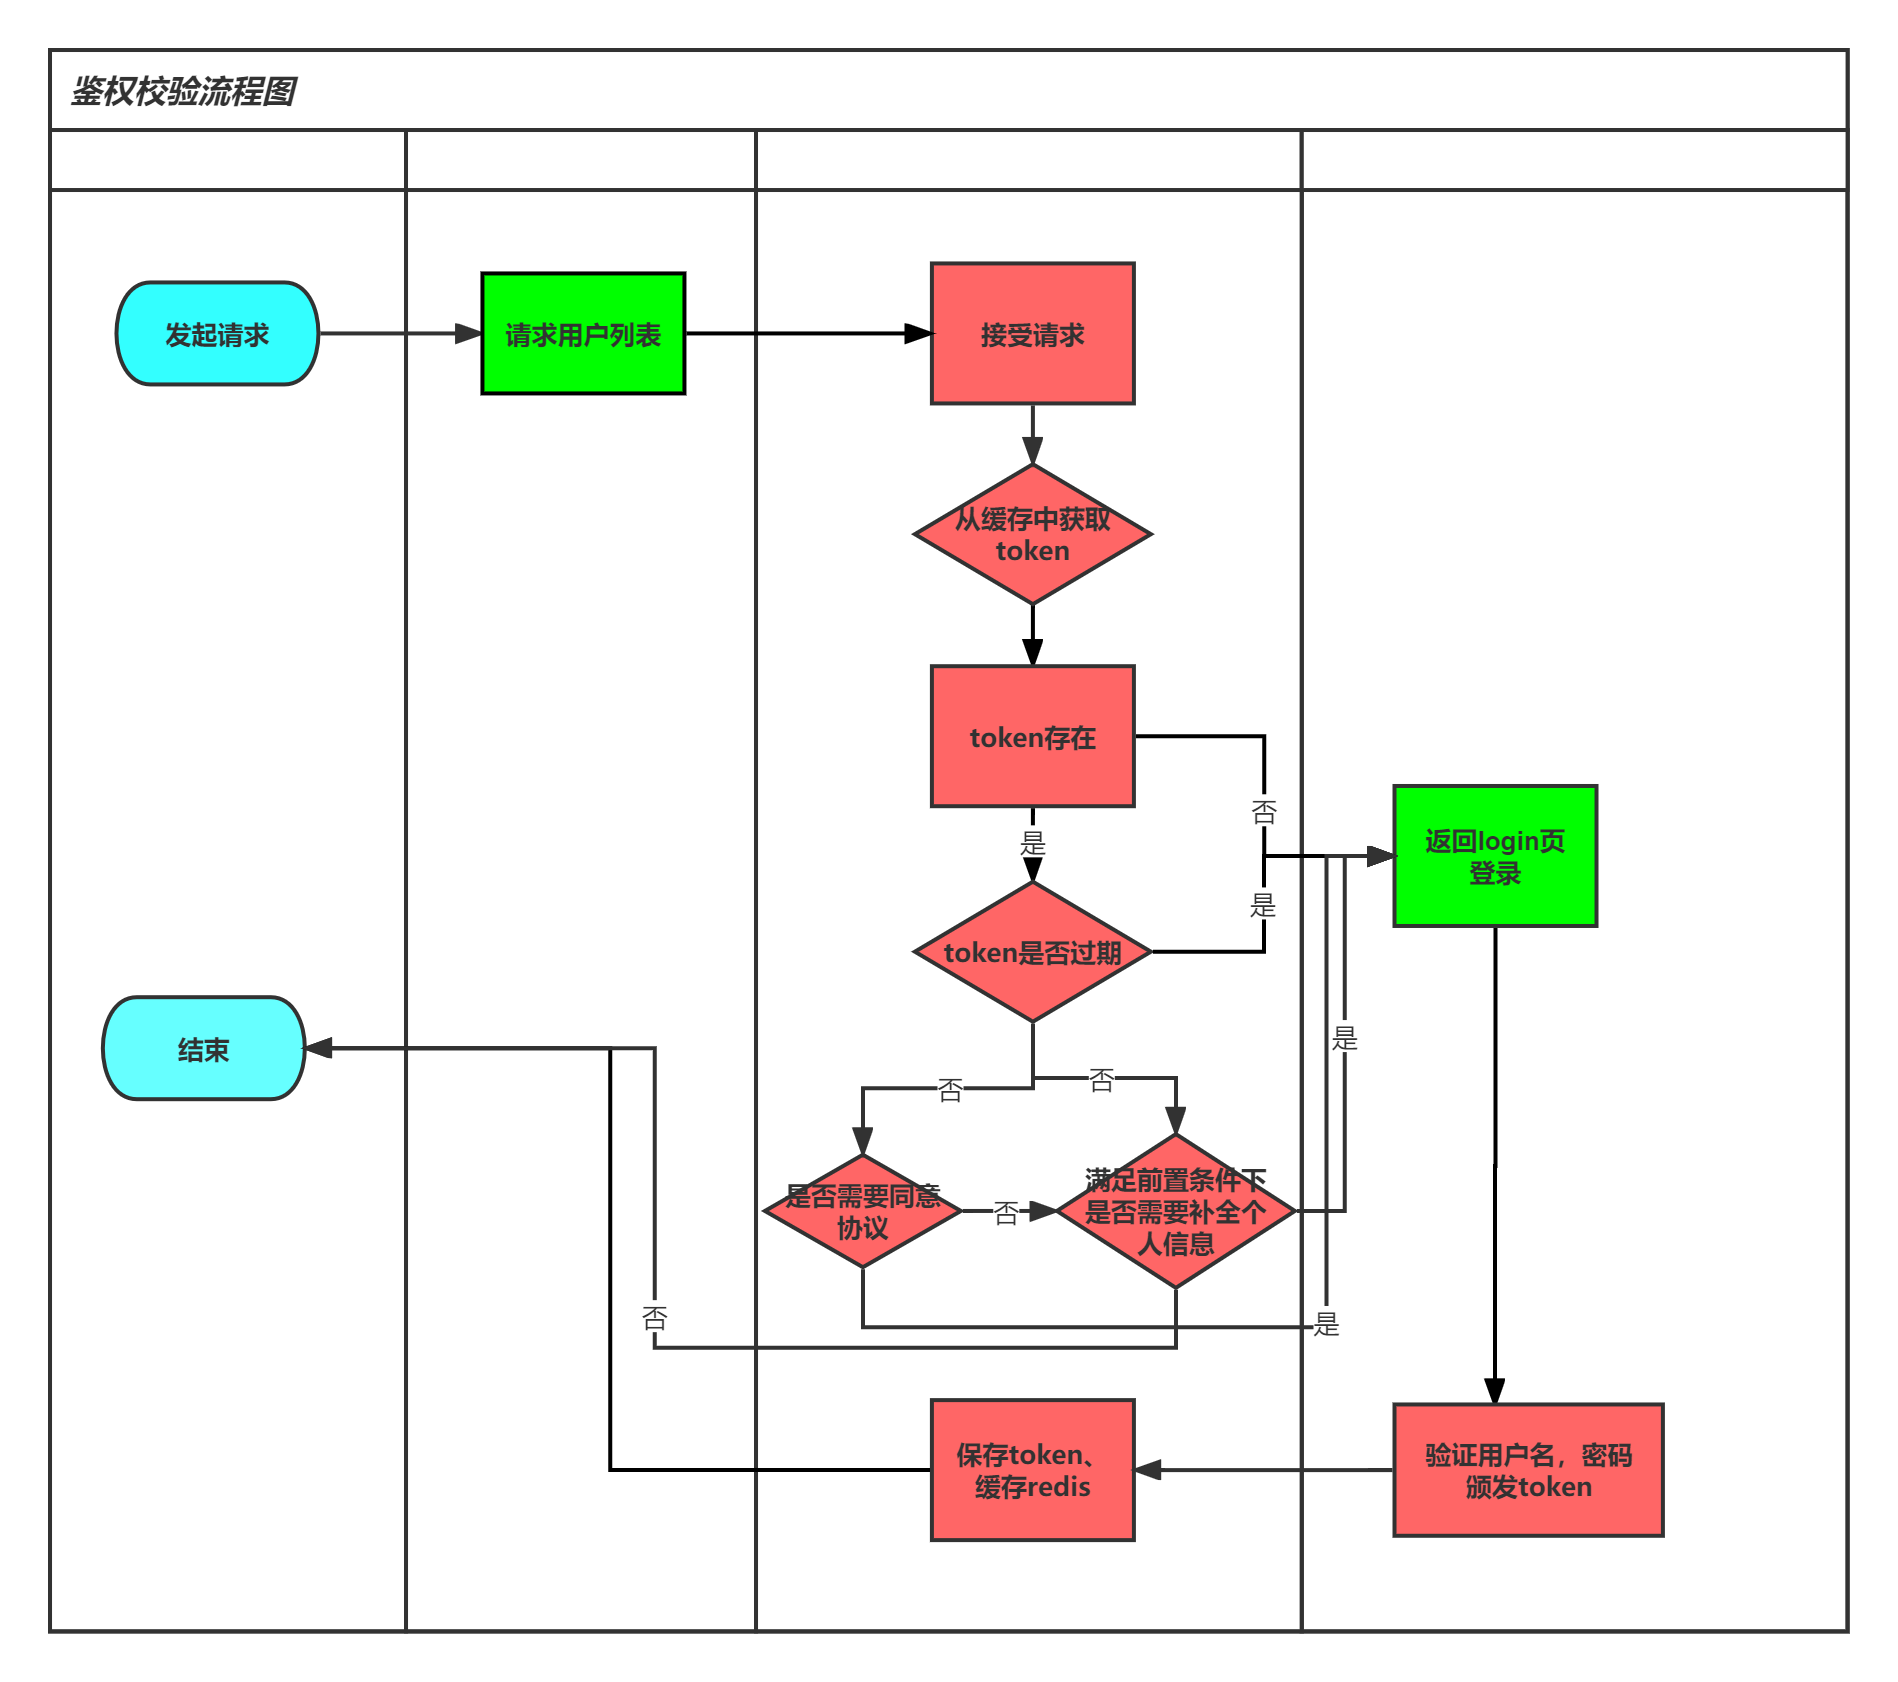 鉴权校验流程图
发起请求
请求用户列表
接受请求
从缓存中获取
token
token存在
否
是
返回login页
登录
是
token是否过期
结束
是
否
否
是否需要同意
协议
否
满足前置条件下
是否需要补全个
人信息
否
是
保存token、
缓存redis
验证用户名，密码
颁发token